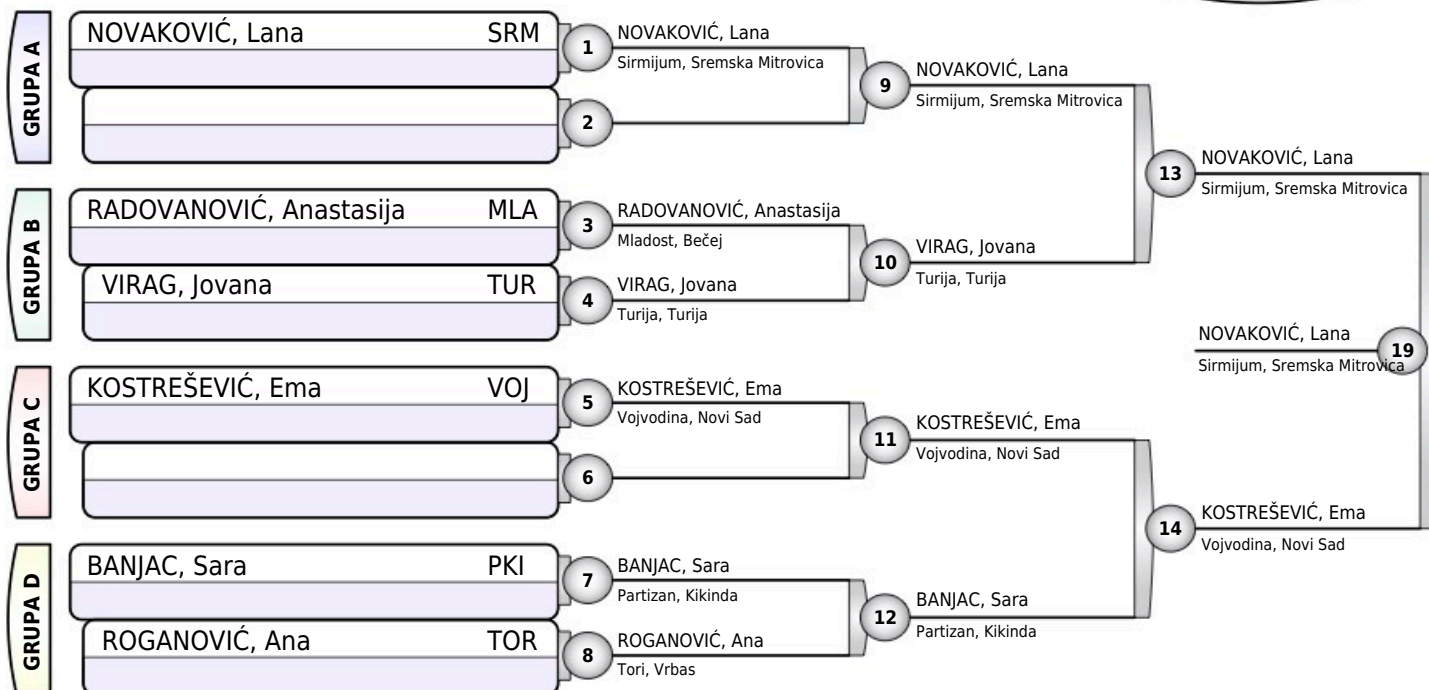 GRUPA A
NOVAKOVIĆ, Lana SRM
1
NOVAKOVIĆ, Lana
Sirmijum, Sremska Mitrovica
2
9
NOVAKOVIĆ, Lana
Sirmijum, Sremska Mitrovica
GRUPA B
RADOVANOVIĆ, Anastasija MLA
3
RADOVANOVIĆ, Anastasija
Mladost, Bečej
VIRAG, Jovana TUR
4
VIRAG, Jovana
Turija, Turija
10
VIRAG, Jovana
Turija, Turija
13
NOVAKOVIĆ, Lana
Sirmijum, Sremska Mitrovica
GRUPA C
KOSTREŠEVIĆ, Ema VOJ
5
KOSTREŠEVIĆ, Ema
Vojvodina, Novi Sad
6
11
KOSTREŠEVIĆ, Ema
Vojvodina, Novi Sad
GRUPA D
BANJAC, Sara PKI
7
BANJAC, Sara
Partizan, Kikinda
ROGANOVIĆ, Ana TOR
8
ROGANOVIĆ, Ana
Tori, Vrbas
12
BANJAC, Sara
Partizan, Kikinda
14
KOSTREŠEVIĆ, Ema
Vojvodina, Novi Sad
NOVAKOVIĆ, Lana
Sirmijum, Sremska Mitrovica
19